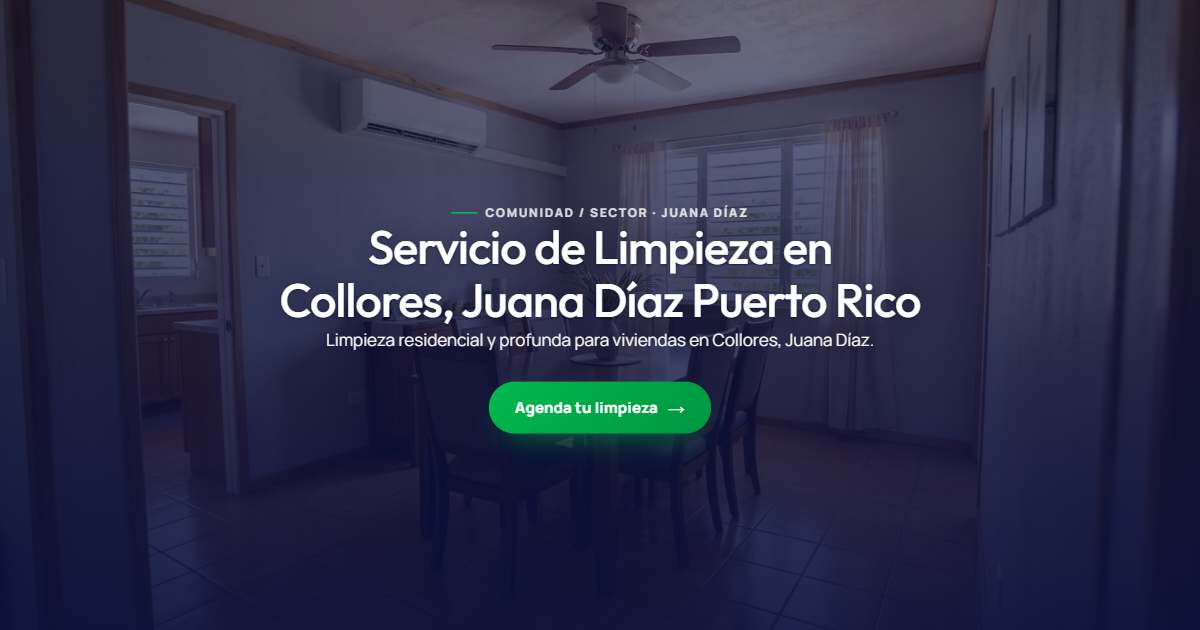 COMUNIDAD / SECTOR · JUANA DÍAZ
Servicio de Limpieza en
Collores, Juana Díaz Puerto Rico
Limpieza residencial y profunda para viviendas en Collores, Juana Díaz.
Agenda tu limpieza →